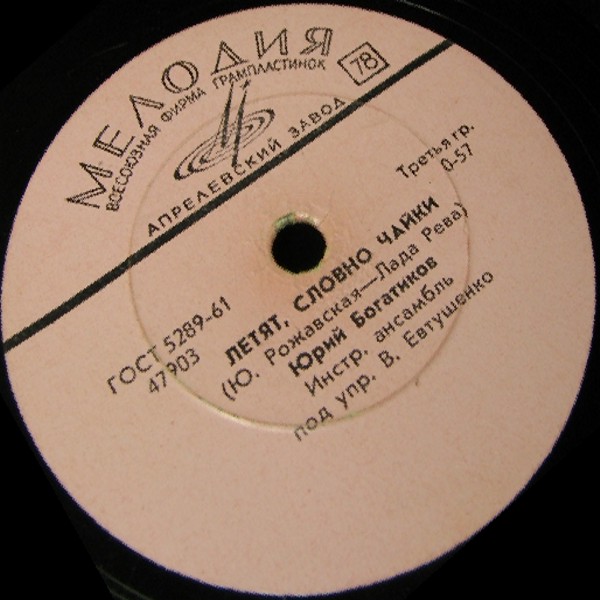 МЕЛОДИЯ
ВСЕСОЮЗНАЯ ФИРМА ГРАМПЛАСТИНОК
78
АПРЕЛЕВСКИЙ ЗАВОД
Третья гр.
0-57
ГОСТ 5289-61
47903
ЛЕТЯТ, СЛОВНО ЧАЙКИ
(Ю. Рожавская—Лада Рева)
Юрий Богатиков
Инстр. ансамбль
под упр. В. Евтушенко